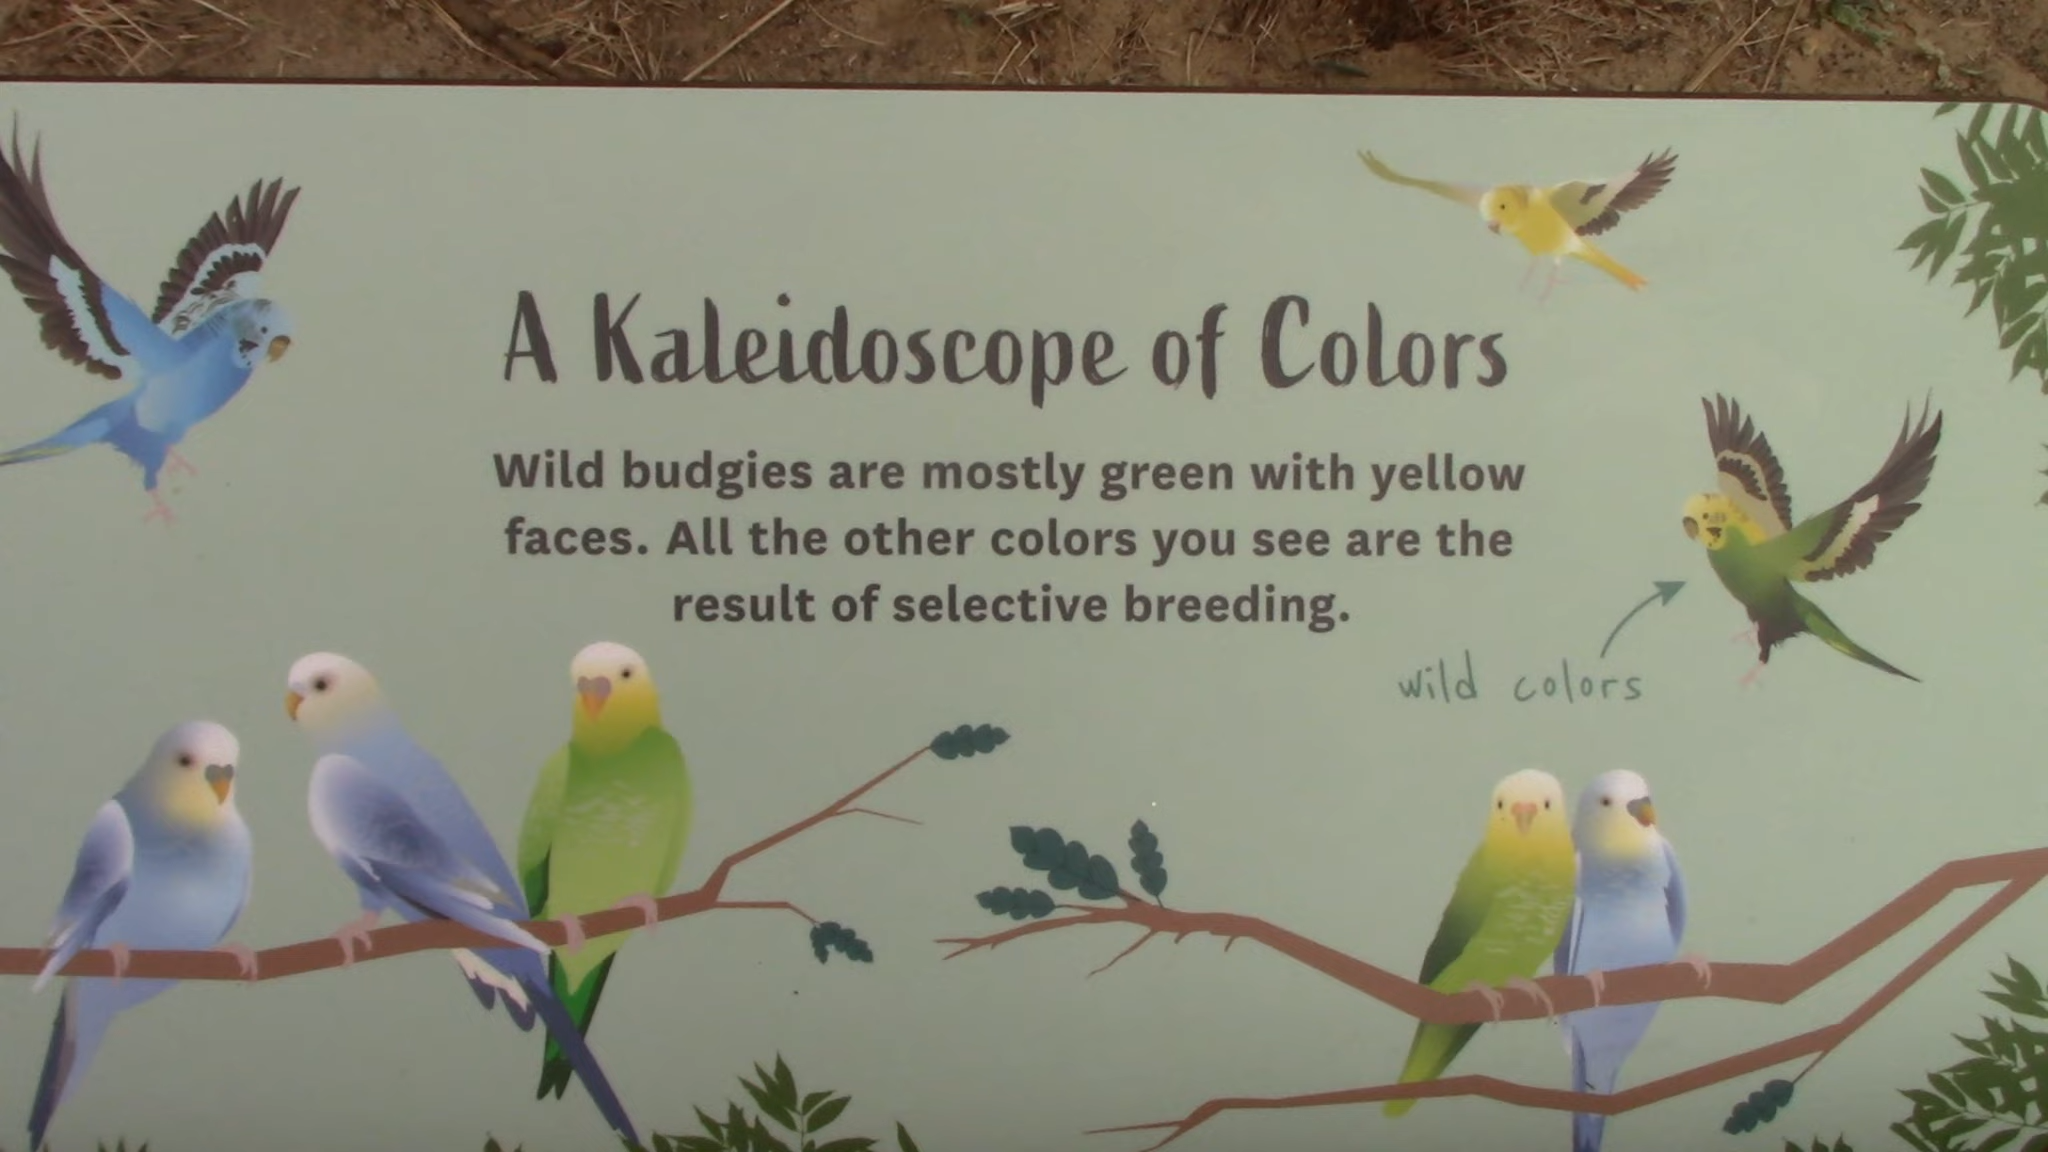 A Kaleidoscope of Colors
Wild budgies are mostly green with yellow
faces. All the other colors you see are the
result of selective breeding.
wild colors